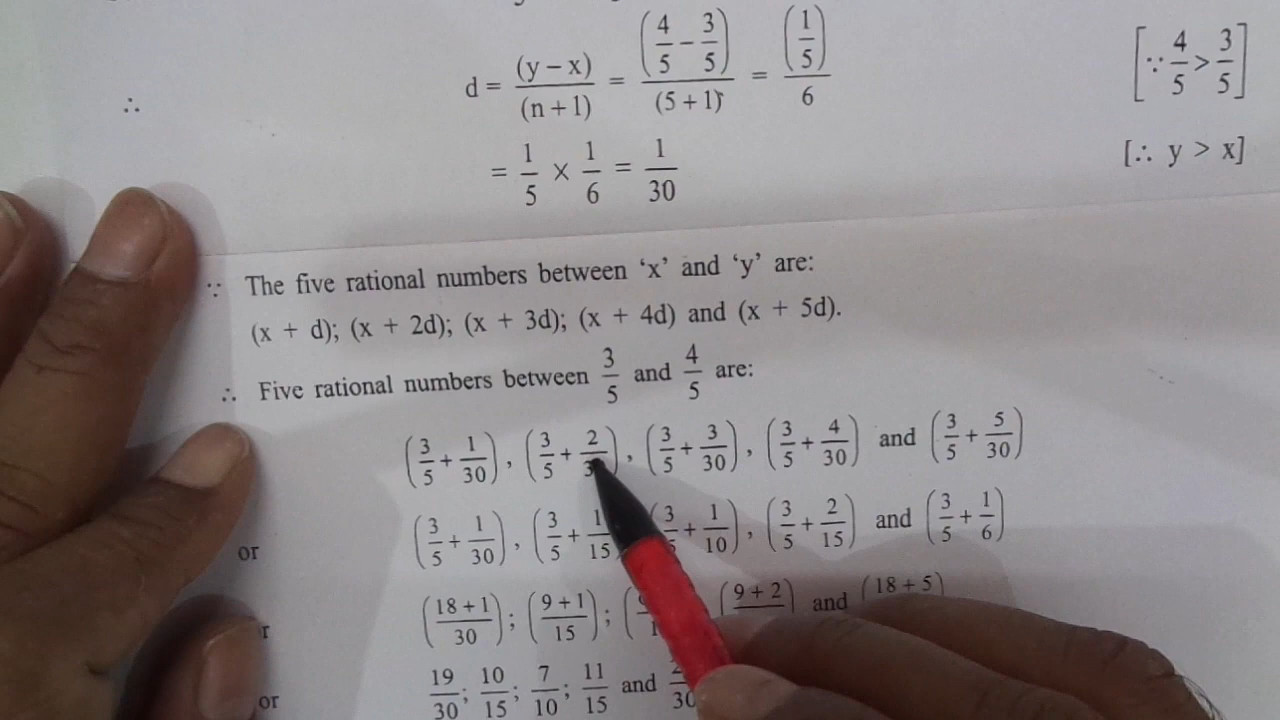 ∴ d = (y – x)/(n + 1) = (4/5 – 3/5)/(5 + 1) = (1/5)/6 [∵ 4/5 > 3/5]
= 1/5 × 1/6 = 1/30 [∴ y > x]
∵ The five rational numbers between ‘x’ and ‘y’ are:
(x + d); (x + 2d); (x + 3d); (x + 4d) and (x + 5d).
∴ Five rational numbers between 3/5 and 4/5 are:
(3/5 + 1/30), (3/5 + 2/3), (3/5 + 3/30), (3/5 + 4/30) and (3/5 + 5/30)
or (3/5 + 1/30), (3/5 + 1/15 (3/ + 1/10), (3/5 + 2/15) and (3/5 + 1/6)
r ((18 + 1)/30); ((9 + 1)/15); ( (9 + 2) and (18 + 5)
or 19/30; 10/15; 7/10; 11/15 and /30